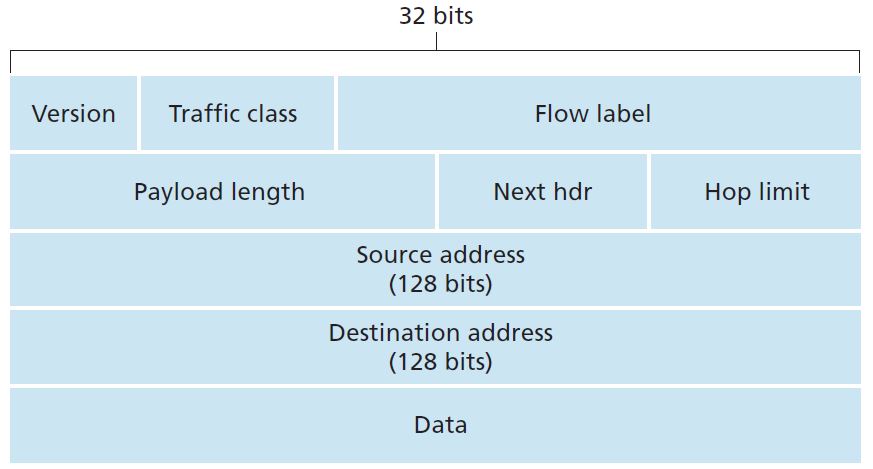 32 bits
Version Traffic class Flow label
Payload length Next hdr Hop limit
Source address
(128 bits)
Destination address
(128 bits)
Data